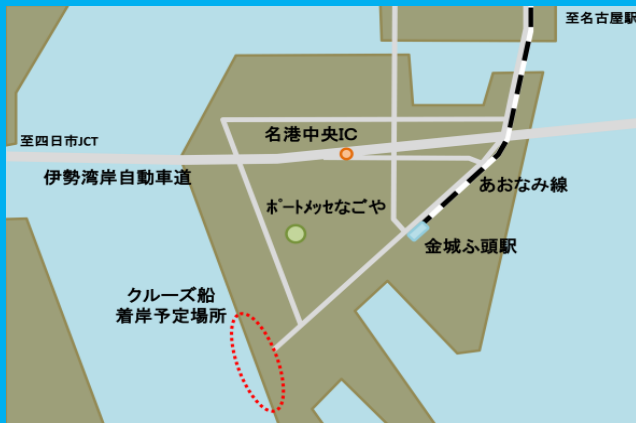 至名古屋駅
名港中央IC
至四日市JCT
伊勢湾岸自動車道
あおなみ線
ポートメッセなごや
金城ふ頭駅
クルーズ船
着岸予定場所